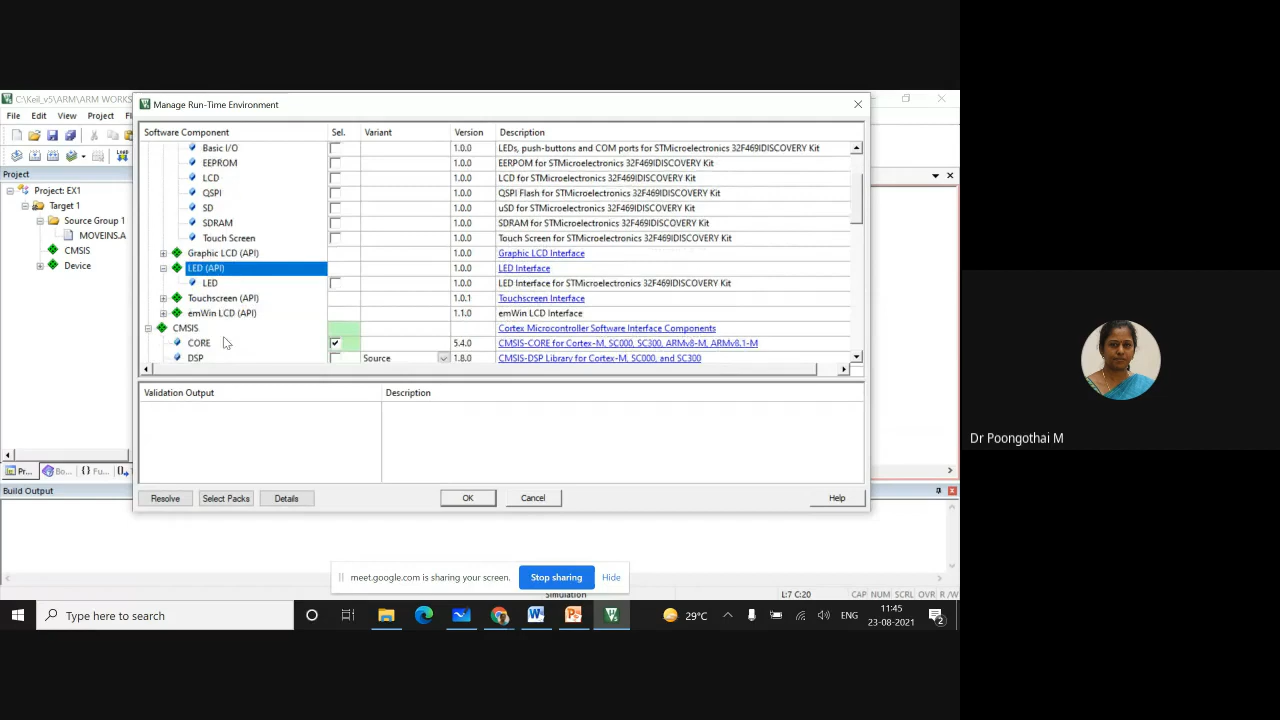 C:\Keil_v5\ARM\ARM WORKS
File Edit View Project
Manage Run-Time Environment
Software Component Sel. Variant Version Description
Basic I/O 1.0.0 LEDs, push-buttons and COM ports for STMicroelectronics 32F469IDISCOVERY Kit
EEPROM 1.0.0 EERPOM for STMicroelectronics 32F469IDISCOVERY Kit
LCD 1.0.0 LCD for STMicroelectronics 32F469IDISCOVERY Kit
QSPI 1.0.0 QSPI Flash for STMicroelectronics 32F469IDISCOVERY Kit
SD 1.0.0 uSD for STMicroelectronics 32F469IDISCOVERY Kit
SDRAM 1.0.0 SDRAM for STMicroelectronics 32F469IDISCOVERY Kit
Touch Screen 1.0.0 Touch Screen for STMicroelectronics 32F469IDISCOVERY Kit
Graphic LCD (API) 1.0.0 Graphic LCD Interface
LED (API) 1.0.0 LED Interface
LED 1.0.0 LED Interface for STMicroelectronics 32F469IDISCOVERY Kit
Touchscreen (API) 1.0.1 Touchscreen Interface
emWin LCD (API) 1.1.0 emWin LCD Interface
CMSIS Cortex Microcontroller Software Interface Components
CORE 5.4.0 CMSIS-CORE for Cortex-M, SC000, SC300, ARMv8-M, ARMv8.1-M
DSP Source 1.8.0 CMSIS-DSP Library for Cortex-M, SC000, and SC300
Validation Output Description
Resolve Select Packs Details OK Cancel Help
Project
Project: EX1
Target 1
Source Group 1
MOVEINS.A
CMSIS
Device
Pr... Bo... {} Fu...
Build Output
meet.google.com is sharing your screen. Stop sharing Hide
Simulation L:7 C:20 CAP NUM SCRL OVR R/W
Type here to search
29°C ENG 11:45
23-08-2021
2
Dr Poongothai M